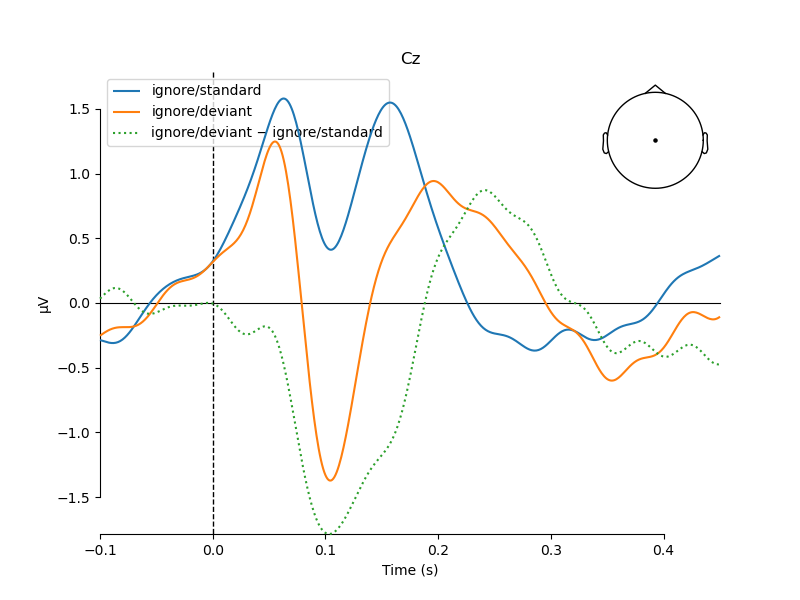 Cz
ignore/standard
ignore/deviant
ignore/deviant − ignore/standard
µV
1.5
1.0
0.5
0.0
−0.5
−1.0
−1.5
−0.1 0.0 0.1 0.2 0.3 0.4
Time (s)